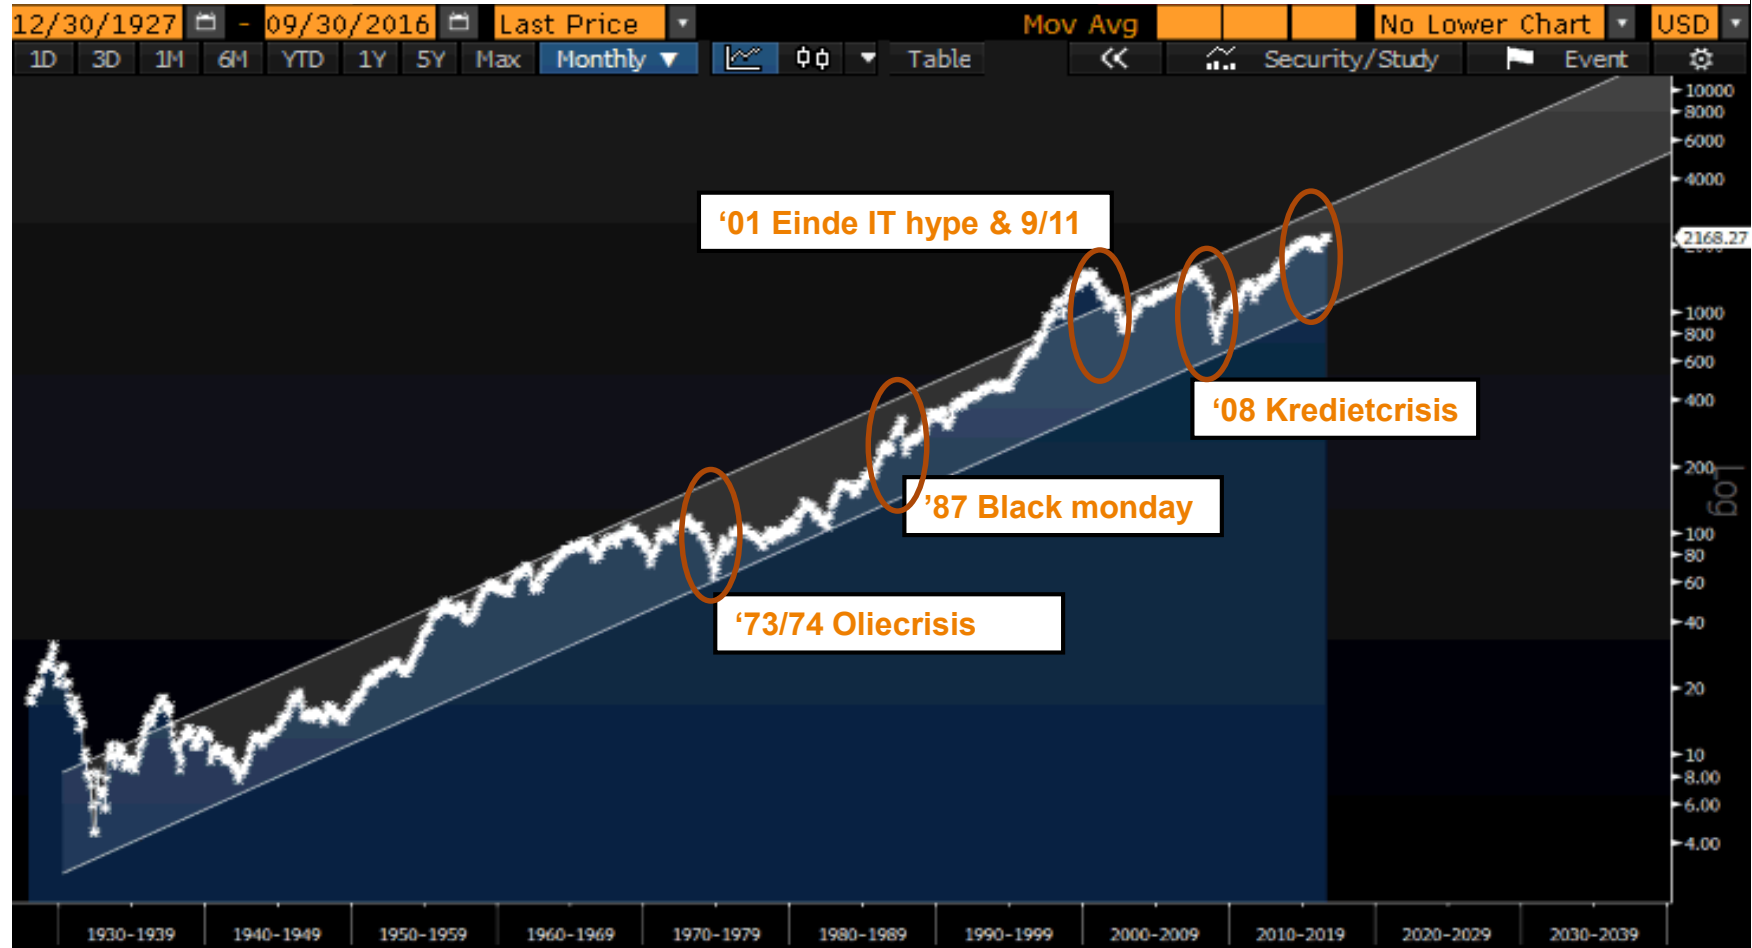 12/30/1927 - 09/30/2016 Last Price Mov Avg No Lower Chart USD
1D 3D 1M 6M YTD 1Y 5Y Max Monthly ▼ Table « Security/Study Event
10000
8000
6000
‘01 Einde IT hype & 9/11
4000
2168.27
1000
800
600
‘08 Kredietcrisis
400
200
Log
’87 Black monday
100
80
60
‘73/74 Oliecrisis
40
20
10
8.00
6.00
4.00
1930-1939 1940-1949 1950-1959 1960-1969 1970-1979 1980-1989 1990-1999 2000-2009 2010-2019 2020-2029 2030-2039